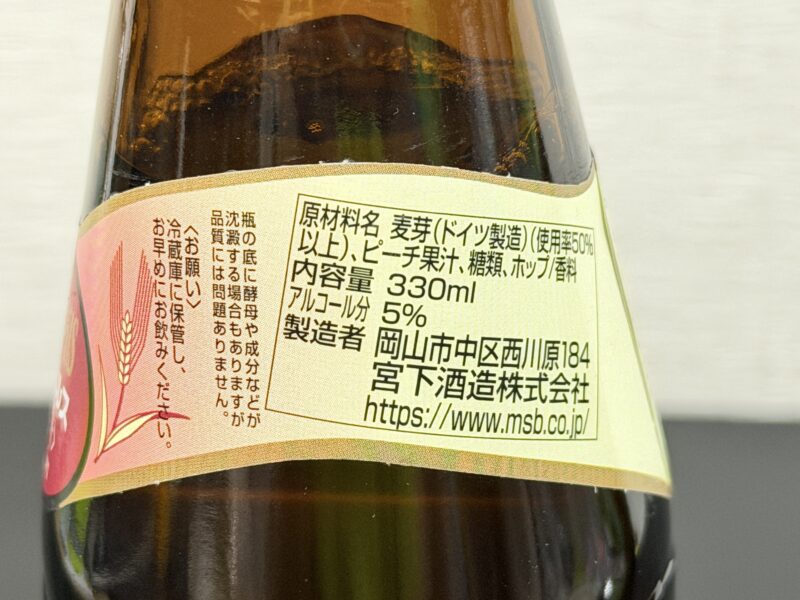 原材料名 麦芽(ドイツ製造)(使用率50%
以上)、ピーチ果汁、糖類、ホップ/香料
内容量 330ml
アルコール分 5%
製造者 岡山市中区西川原184
宮下酒造株式会社
https://www.msb.co.jp/
瓶の底に酵母や成分などが
沈澱する場合もありますが
品質には問題ありません。
〈お願い〉
冷蔵庫に保管し、
お早めにお飲みください。